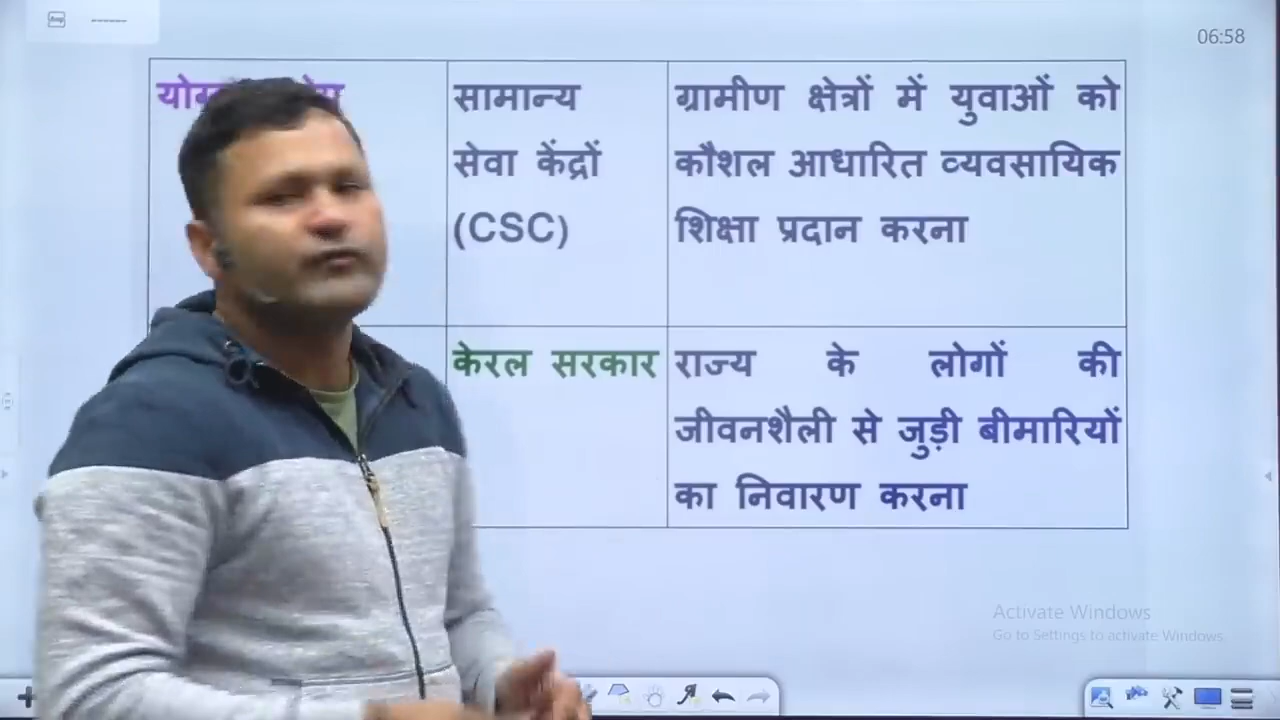 06:58
सामान्य
सेवा केंद्रों
(CSC)
ग्रामीण क्षेत्रों में युवाओं को
कौशल आधारित व्यवसायिक
शिक्षा प्रदान करना
केरल सरकार
राज्य के लोगों की
जीवनशैली से जुड़ी बीमारियों
का निवारण करना
Activate Windows
Go to Settings to activate Windows.